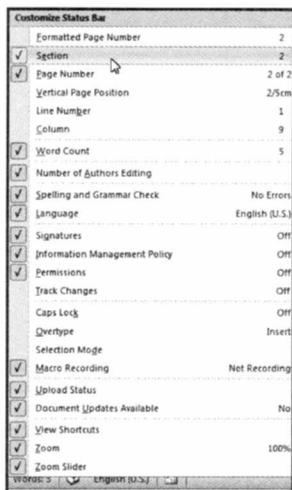 Customize Status Bar
Formatted Page Number 2
Section 2
Page Number 2 of 2
Vertical Page Position 2/5cm
Line Number 1
Column 9
Word Count 5
Number of Authors Editing
Spelling and Grammar Check No Errors
Language English (U.S.)
Signatures Off
Information Management Policy Off
Permissions Off
Track Changes Off
Caps Lock Off
Overtype Insert
Selection Mode
Macro Recording Net Recording
Upload Status
Document Updates Available No
View Shortcuts
Zoom 100%
Zoom Slider
Words: 5 English (U.S.)